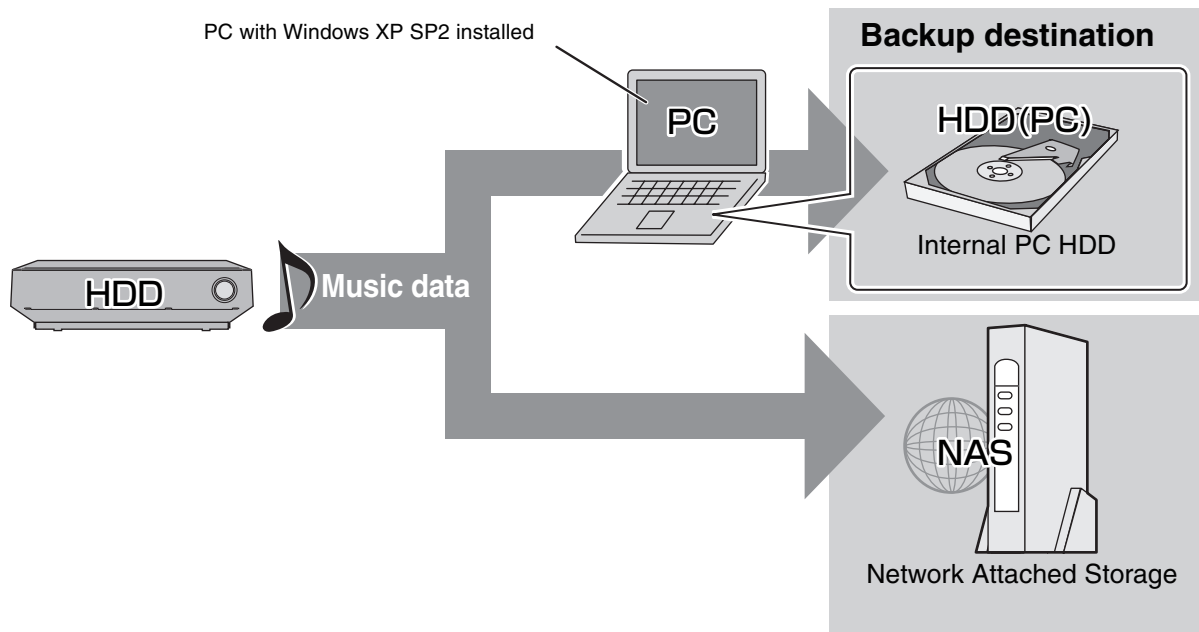 PC with Windows XP SP2 installed
Backup destination
PC
HDD(PC)
Internal PC HDD
HDD
Music data
NAS
Network Attached Storage